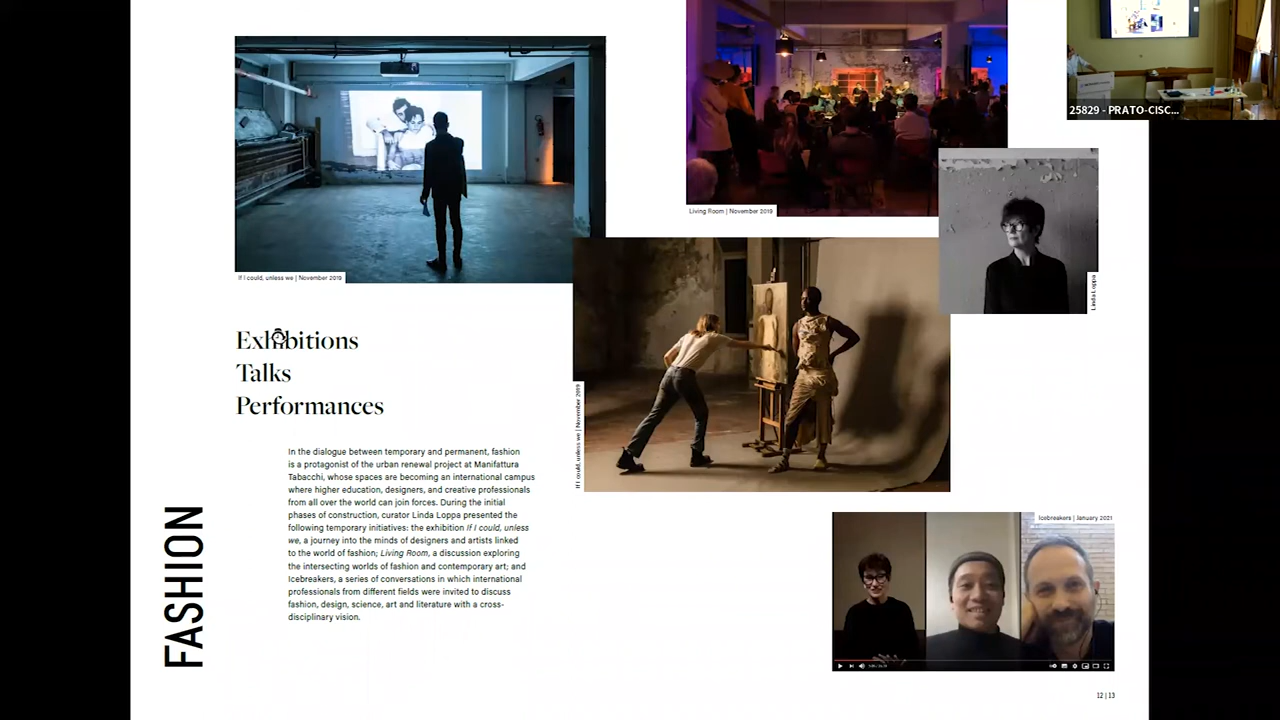 25829 - PRATO-CISC...
Living Room | November 2019
If I could, unless we | November 2019
Linda Loppa
Exhibitions
Talks
Performances
If I could, unless we | November 2019
In the dialogue between temporary and permanent, fashion
is a protagonist of the urban renewal project at Manifattura
Tabacchi, whose spaces are becoming an international campus
where higher education, designers, and creative professionals
from all over the world can join forces. During the initial
phases of construction, curator Linda Loppa presented the
following temporary initiatives: the exhibition If I could, unless
we, a journey into the minds of designers and artists linked
to the world of fashion; Living Room, a discussion exploring
the intersecting worlds of fashion and contemporary art; and
Icebreakers, a series of conversations in which international
professionals from different fields were invited to discuss
fashion, design, science, art and literature with a cross-
disciplinary vision.
FASHION
Icebreakers | January 2021
12 | 13